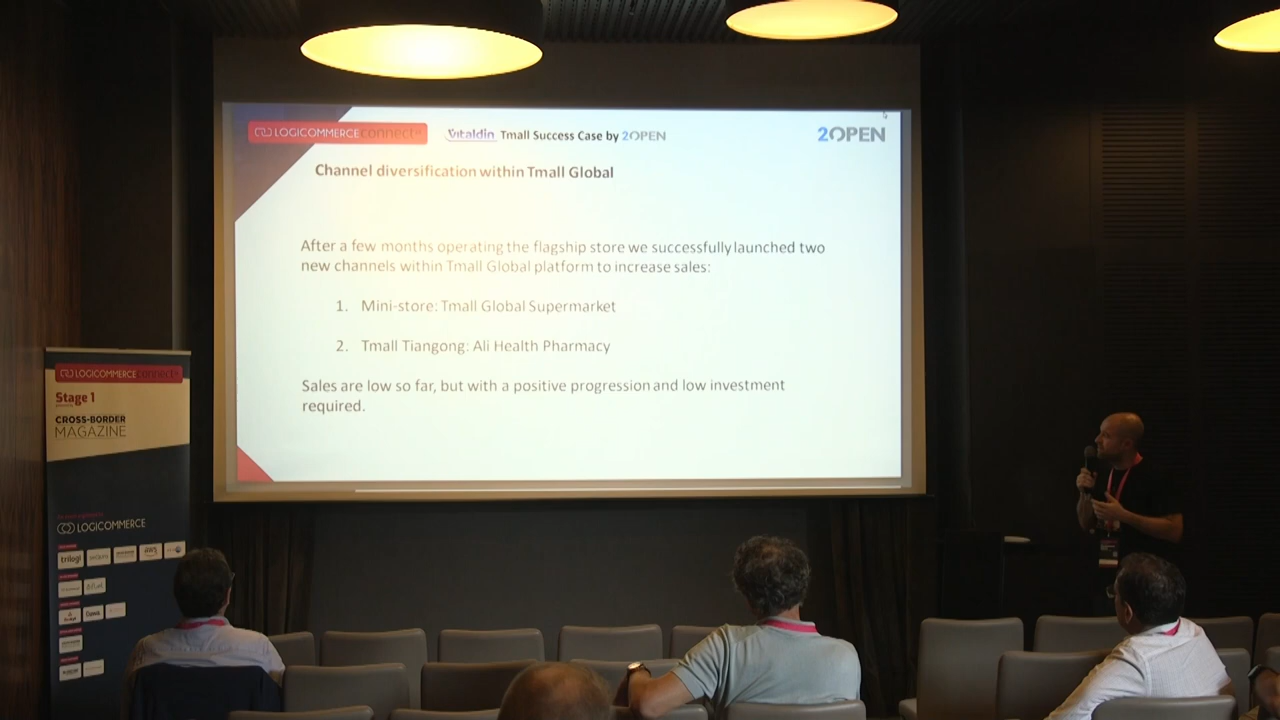 LOGICOMMERCE connect
Vitaldin Tmall Success Case by 2OPEN
2OPEN
Channel diversification within Tmall Global
After a few months operating the flagship store we successfully launched two
new channels within Tmall Global platform to increase sales:
1. Mini-store: Tmall Global Supermarket
2. Tmall Tiangong: Ali Health Pharmacy
Sales are low so far, but with a positive progression and low investment
required.
LOGICOMMERCE connect
Stage 1
CROSS-BORDER
MAGAZINE
LOGICOMMERCE
trilogi
aws